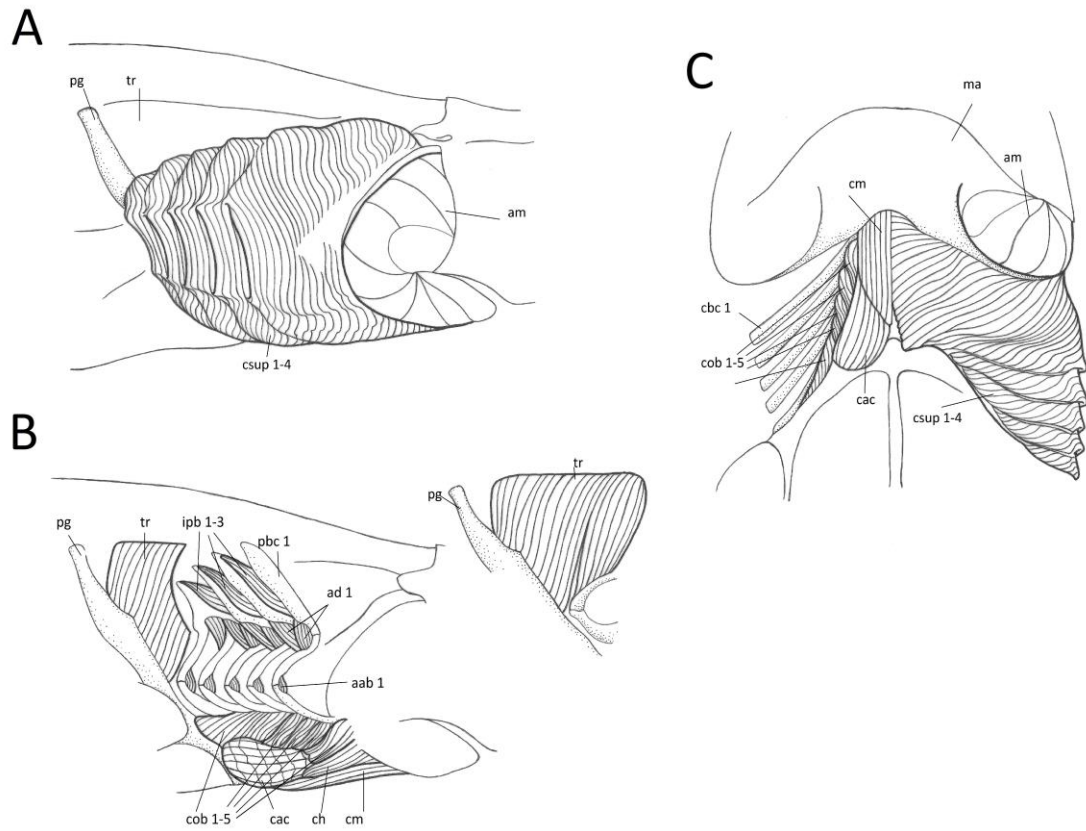 A
pg tr
am
csup 1-4
B
pg tr ipb 1-3 pbc 1
ad 1
aab 1
cob 1-5 cac ch cm
pg tr
C
ma
am
cm
cbc 1
cob 1-5
cac
csup 1-4